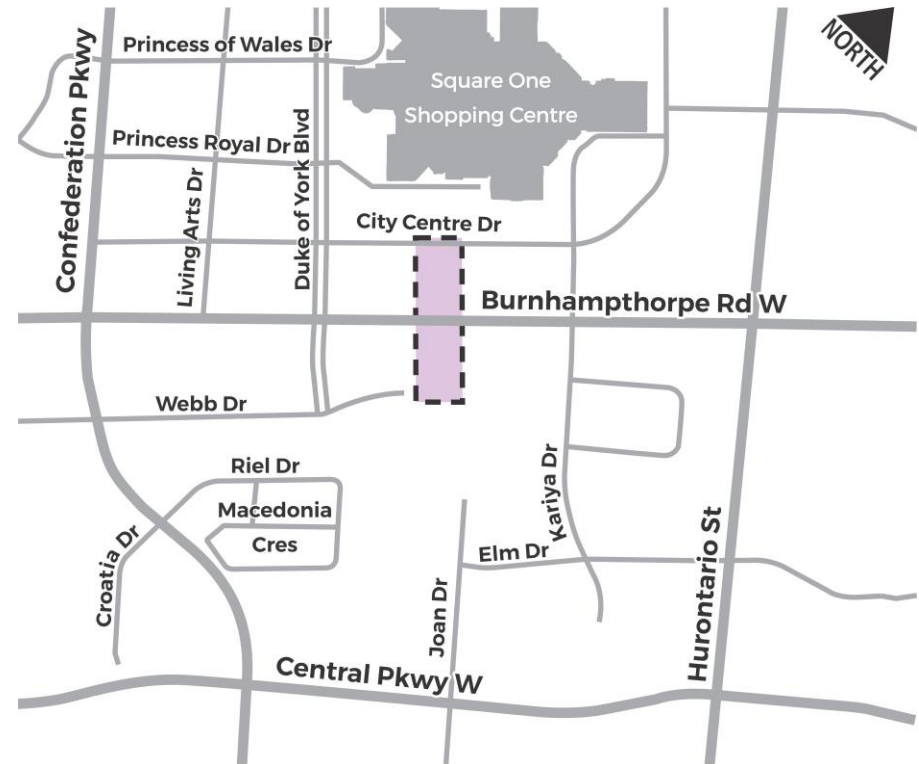 Princess of Wales Dr
Confederation Pkwy
Square One
Shopping Centre
NORTH
Princess Royal Dr
Living Arts Dr
Duke of York Blvd
City Centre Dr
Burnhampthorpe Rd W
Webb Dr
Riel Dr
Macedonia
Cres
Croatia Dr
Joan Dr
Elm Dr
Kariya Dr
Hurontario St
Central Pkwy W